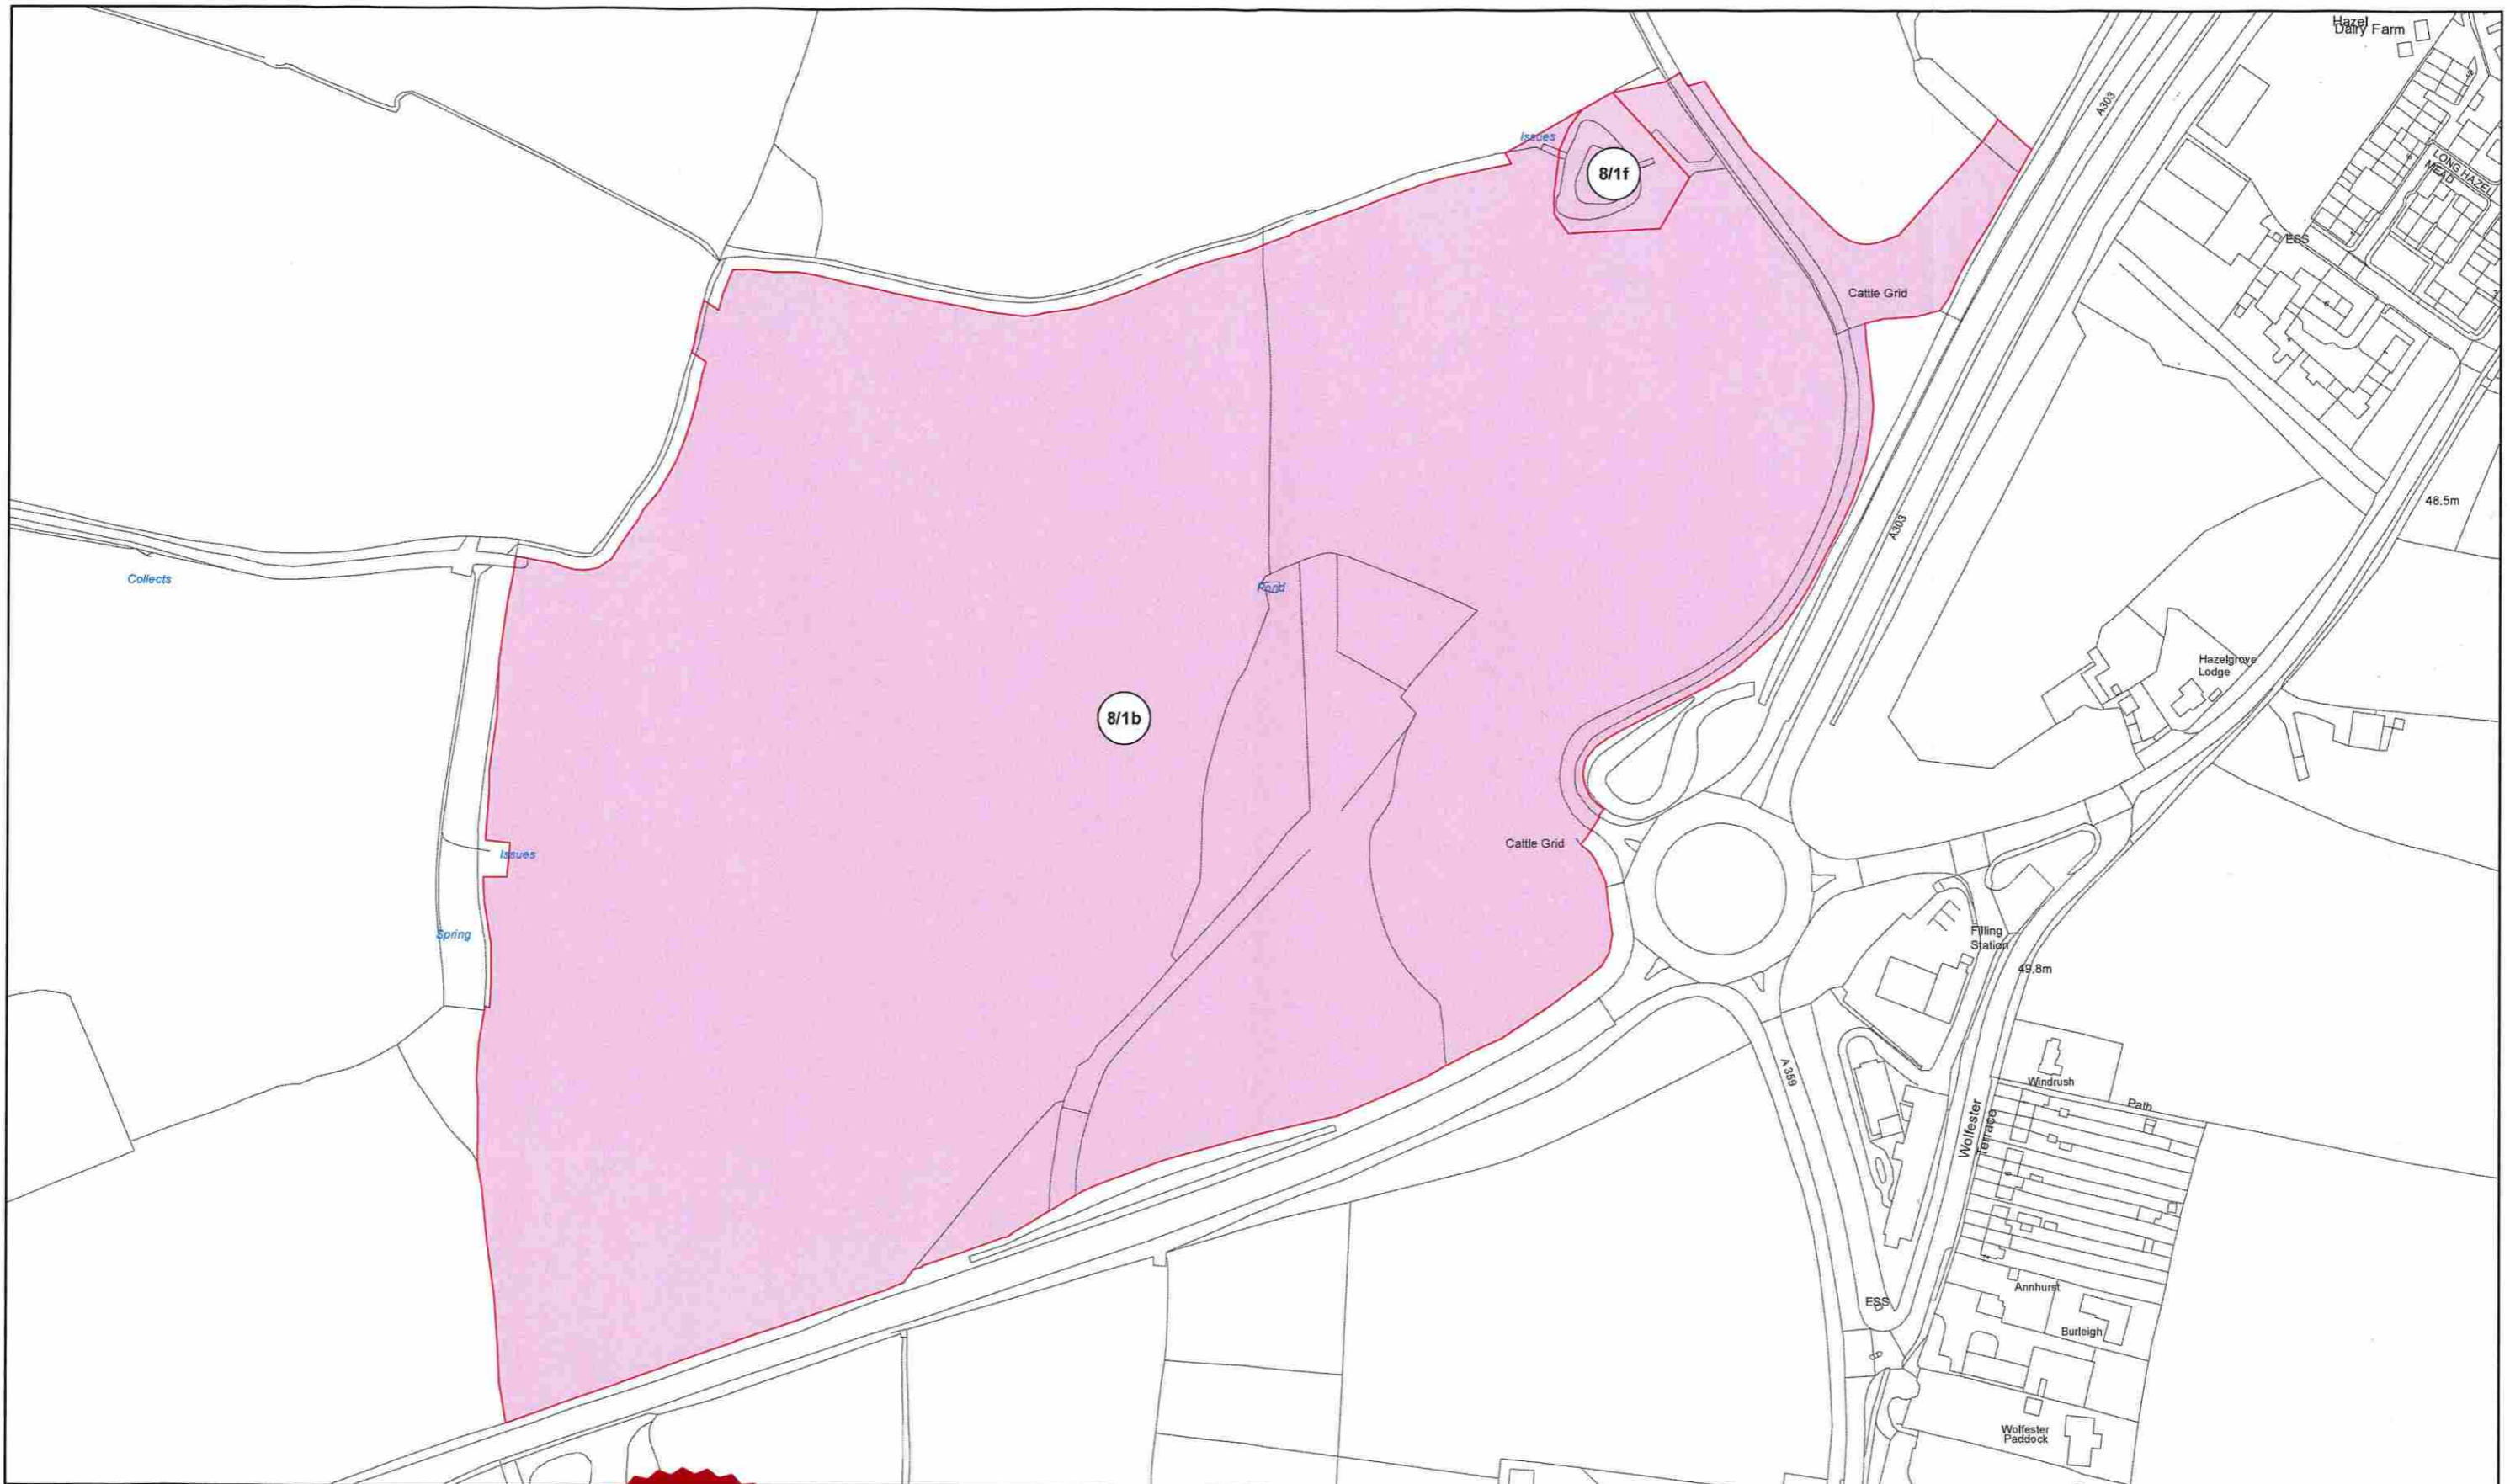 Hazel
Dairy Farm
A303
Issues
8/1f
LONG HAZEL
MEAD
ESS
Cattle Grid
48.5m
A303
Collects
Pond
Hazelgrove
Lodge
8/1b
Cattle Grid
Issues
Spring
Filling
Station
49.8m
A 359
Windrush
Path
Wolfester
Terrace
Annhurst
ESS
Burleigh
Wolfester
Paddock